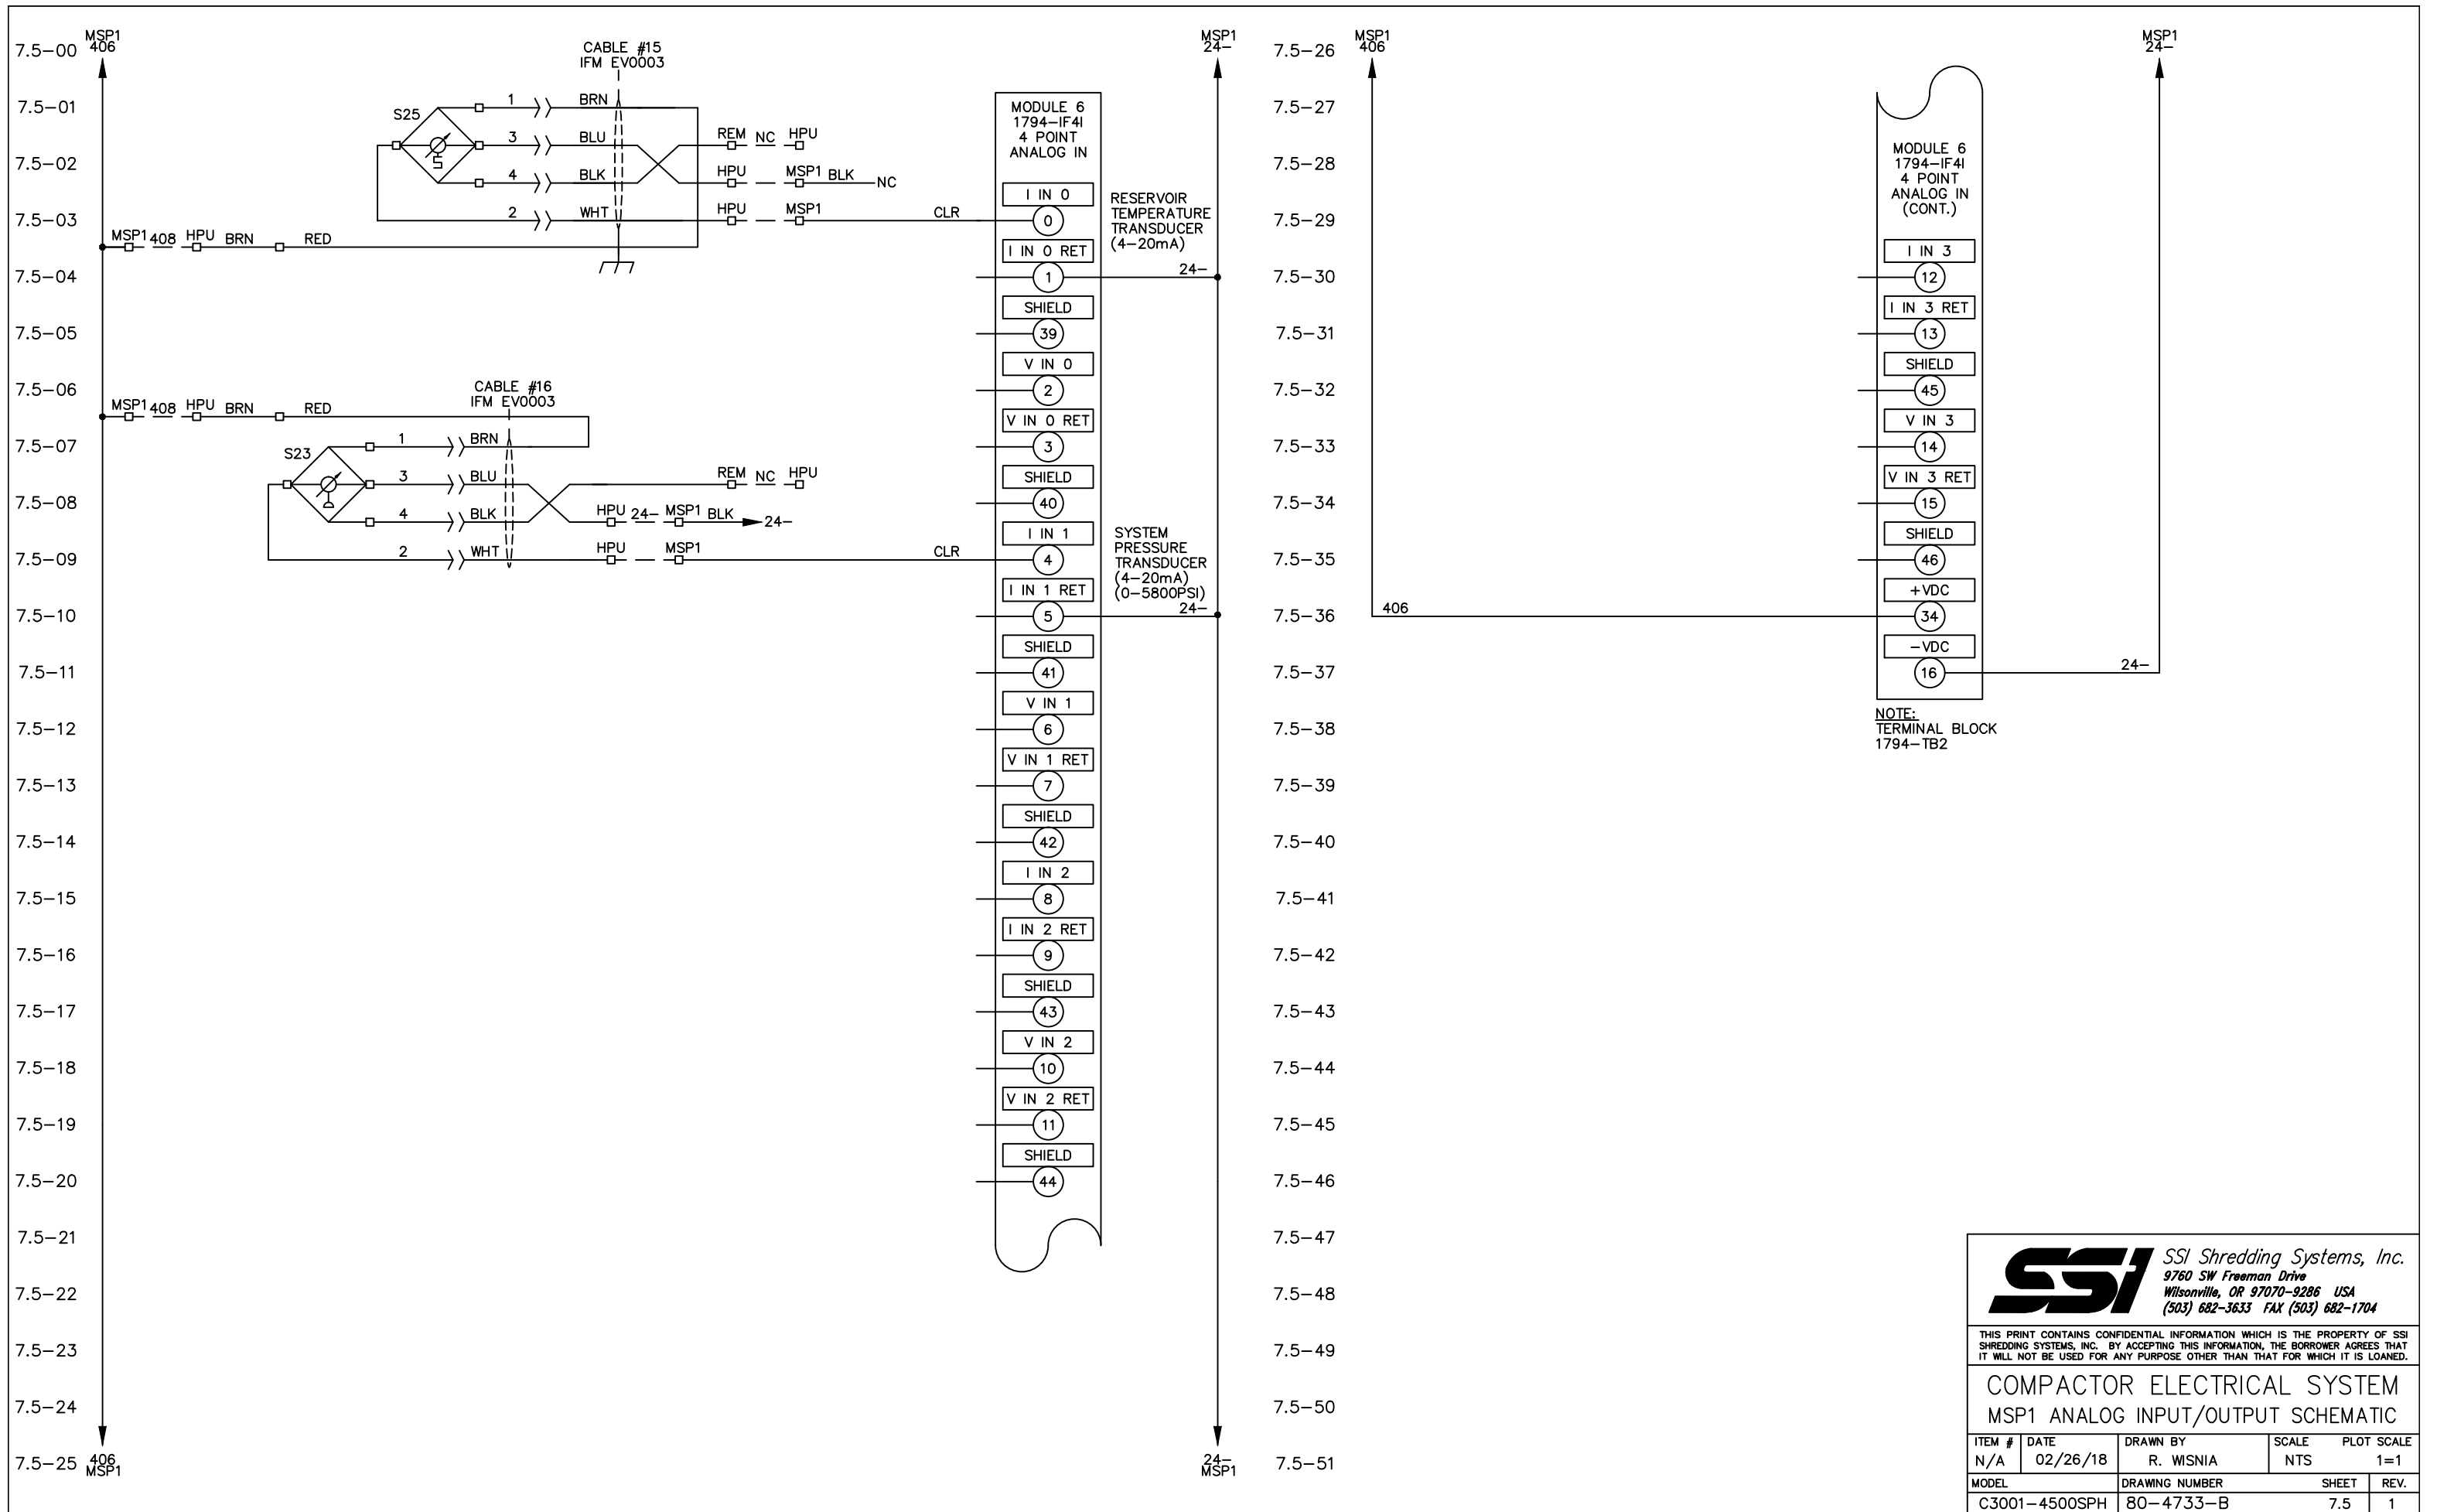 MSP1
406
7.5-00
7.5-01
7.5-02
7.5-03
7.5-04
7.5-05
7.5-06
7.5-07
7.5-08
7.5-09
7.5-10
7.5-11
7.5-12
7.5-13
7.5-14
7.5-15
7.5-16
7.5-17
7.5-18
7.5-19
7.5-20
7.5-21
7.5-22
7.5-23
7.5-24
7.5-25
406
MSP1
CABLE #15
IFM EV0003
S25
1 BRN
3 BLU REM NC HPU
4 BLK HPU MSP1 BLK NC
2 WHT HPU MSP1 CLR
MSP1 408 HPU BRN RED
CABLE #16
IFM EV0003
MSP1 408 HPU BRN RED
S23
1 BRN
3 BLU REM NC HPU
4 BLK HPU 24- MSP1 BLK 24-
2 WHT HPU MSP1 CLR
MODULE 6
1794-IF4I
4 POINT
ANALOG IN
I IN 0
0
I IN 0 RET
1
SHIELD
39
V IN 0
2
V IN 0 RET
3
SHIELD
40
I IN 1
4
I IN 1 RET
5
SHIELD
41
V IN 1
6
V IN 1 RET
7
SHIELD
42
I IN 2
8
I IN 2 RET
9
SHIELD
43
V IN 2
10
V IN 2 RET
11
SHIELD
44
RESERVOIR
TEMPERATURE
TRANSDUCER
(4-20mA)
24-
SYSTEM
PRESSURE
TRANSDUCER
(4-20mA)
(0-5800PSI)
24-
MSP1
24-
24-
MSP1
7.5-26
7.5-27
7.5-28
7.5-29
7.5-30
7.5-31
7.5-32
7.5-33
7.5-34
7.5-35
7.5-36
7.5-37
7.5-38
7.5-39
7.5-40
7.5-41
7.5-42
7.5-43
7.5-44
7.5-45
7.5-46
7.5-47
7.5-48
7.5-49
7.5-50
7.5-51
MSP1
406
406
MODULE 6
1794-IF4I
4 POINT
ANALOG IN
(CONT.)
I IN 3
12
I IN 3 RET
13
SHIELD
45
V IN 3
14
V IN 3 RET
15
SHIELD
46
+VDC
34
-VDC
16
24-
MSP1
24-
NOTE:
TERMINAL BLOCK
1794-TB2
SSI
SSI Shredding Systems, Inc.
9760 SW Freeman Drive
Wilsonville, OR 97070-9286 USA
(503) 682-3633 FAX (503) 682-1704
THIS PRINT CONTAINS CONFIDENTIAL INFORMATION WHICH IS THE PROPERTY OF SSI
SHREDDING SYSTEMS, INC. BY ACCEPTING THIS INFORMATION, THE BORROWER AGREES THAT
IT WILL NOT BE USED FOR ANY PURPOSE OTHER THAN THAT FOR WHICH IT IS LOANED.
COMPACTOR ELECTRICAL SYSTEM
MSP1 ANALOG INPUT/OUTPUT SCHEMATIC
ITEM # DATE DRAWN BY SCALE PLOT SCALE
N/A 02/26/18 R. WISNIA NTS 1=1
MODEL DRAWING NUMBER SHEET REV.
C3001-4500SPH 80-4733-B 7.5 1